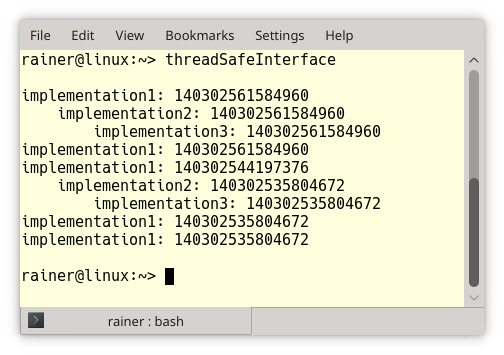 File Edit View Bookmarks Settings Help
rainer@linux:~> threadSafeInterface
implementation1: 140302561584960
implementation2: 140302561584960
implementation3: 140302561584960
implementation1: 140302561584960
implementation1: 140302544197376
implementation2: 140302535804672
implementation3: 140302535804672
implementation1: 140302535804672
implementation1: 140302535804672
rainer@linux:~>
rainer : bash